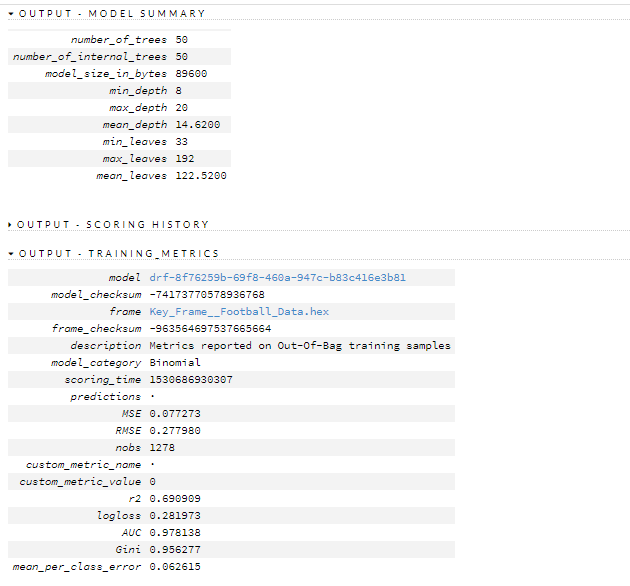 OUTPUT - MODEL SUMMARY
number_of_trees 50
number_of_internal_trees 50
model_size_in_bytes 89600
min_depth 8
max_depth 20
mean_depth 14.6200
min_leaves 33
max_leaves 192
mean_leaves 122.5200
OUTPUT - SCORING HISTORY
OUTPUT - TRAINING_METRICS
model drf-8f76259b-69f8-460a-947c-b83c416e3b81
model_checksum -74173770578936768
frame Key_Frame__Football_Data.hex
frame_checksum -963564697537665664
description Metrics reported on Out-Of-Bag training samples
model_category Binomial
scoring_time 1530686930307
predictions ·
MSE 0.077273
RMSE 0.277980
nobs 1278
custom_metric_name ·
custom_metric_value 0
r2 0.690909
logloss 0.281973
AUC 0.978138
Gini 0.956277
mean_per_class_error 0.062615